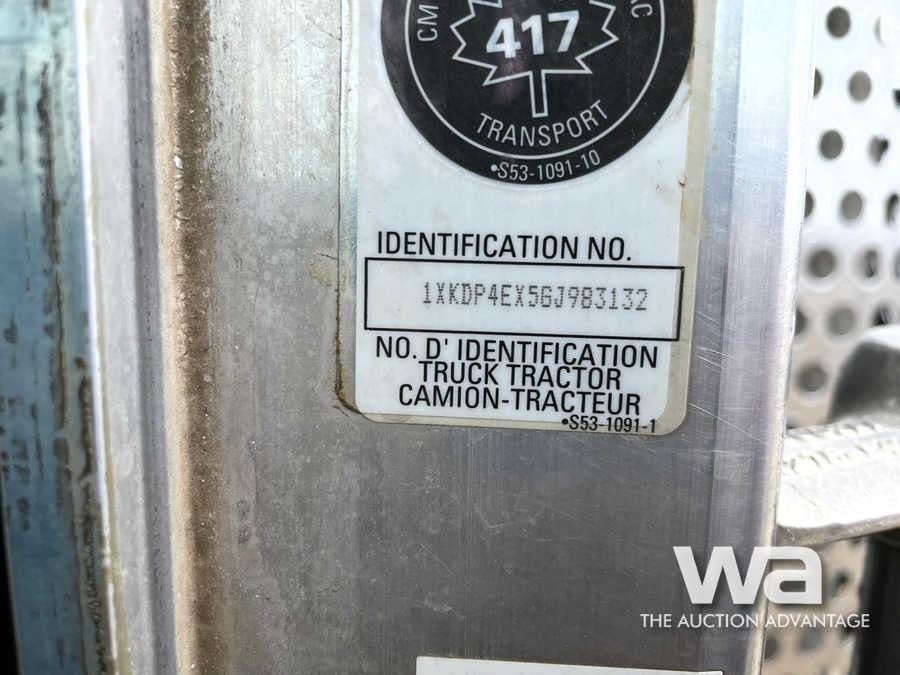 CM
417
TRANSPORT
•S53-1091-10
IDENTIFICATION NO.
1XKDP4EX5GJ983132
NO. D' IDENTIFICATION
TRUCK TRACTOR
CAMION-TRACTEUR
•S53-1091-1
wa
THE AUCTION ADVANTAGE